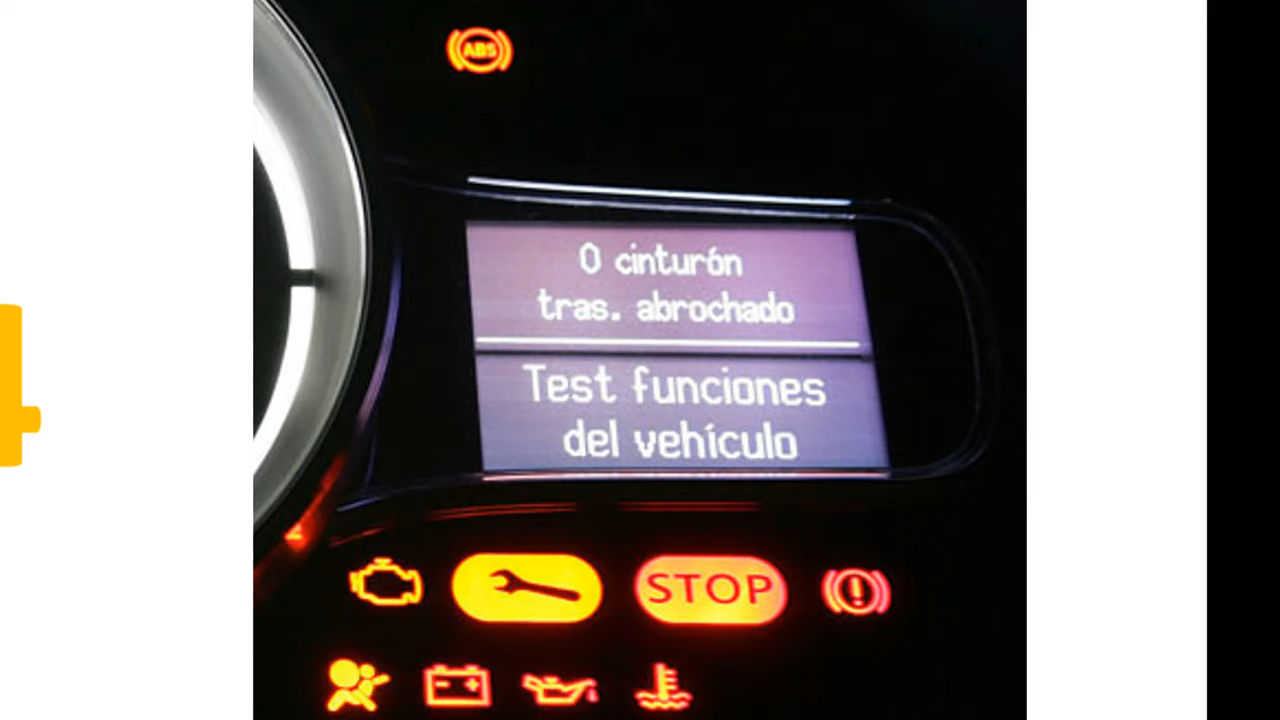 ABS
0 cinturón
tras. abrochado
Test funciones
del vehículo
STOP